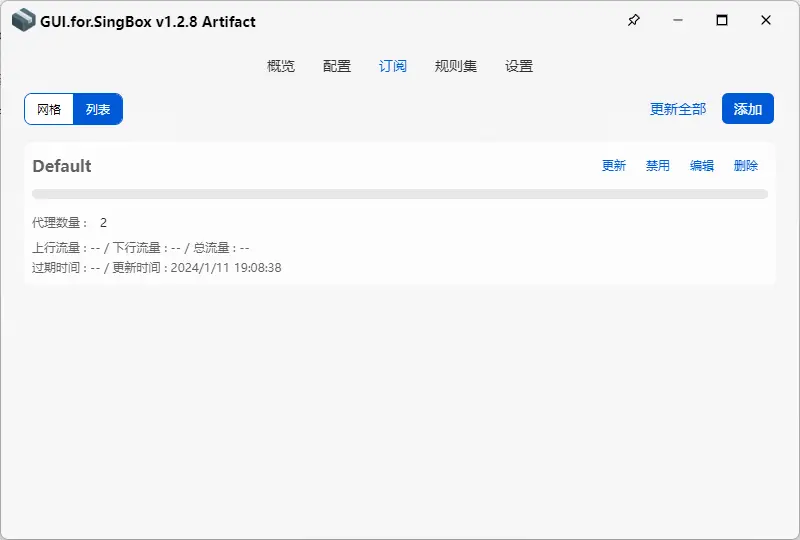 GUI.for.SingBox v1.2.8 Artifact
概览 配置 订阅 规则集 设置
网格 列表 更新全部 添加
Default 更新 禁用 编辑 删除
代理数量 : 2
上行流量 : -- / 下行流量 : -- / 总流量 : --
过期时间 : -- / 更新时间 : 2024/1/11 19:08:38